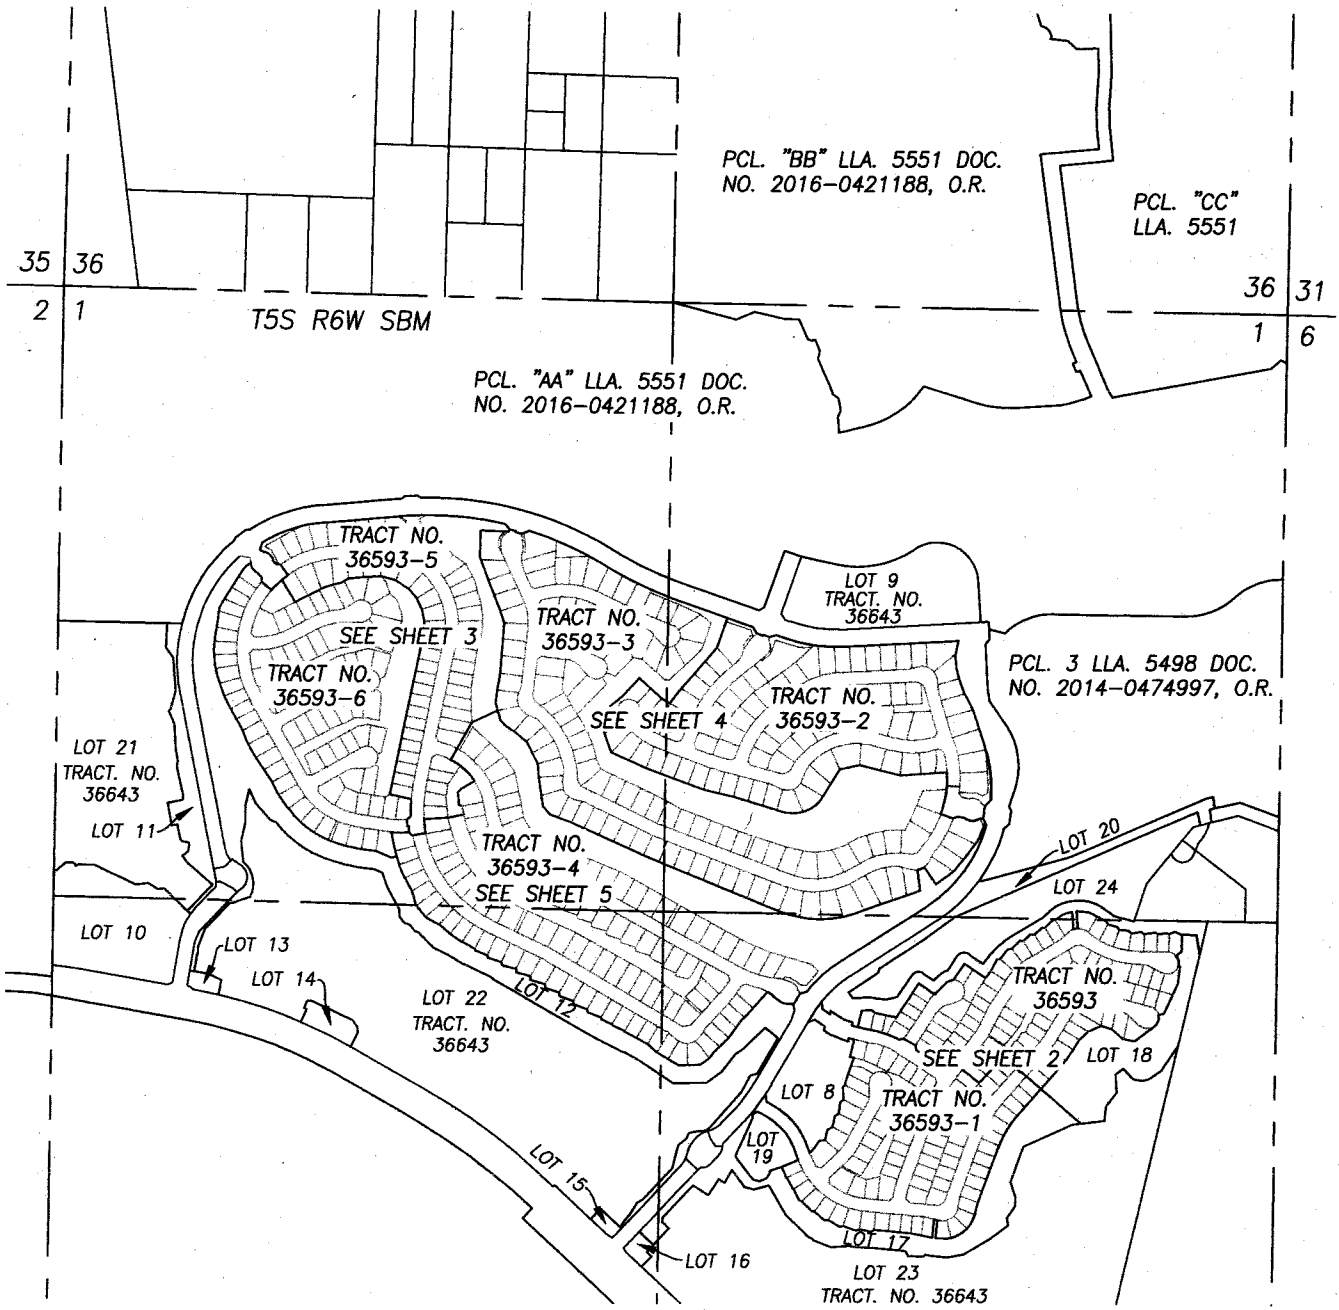 PCL. "BB" LLA. 5551 DOC.
NO. 2016-0421188, O.R.
PCL. "CC"
LLA. 5551
35 36
2 1
36 31
1 6
T5S R6W SBM
PCL. "AA" LLA. 5551 DOC.
NO. 2016-0421188, O.R.
TRACT NO.
36593-5
LOT 9
TRACT. NO.
36643
TRACT NO.
36593-3
SEE SHEET 3
TRACT NO.
36593-6
PCL. 3 LLA. 5498 DOC.
NO. 2014-0474997, O.R.
TRACT NO.
36593-2
SEE SHEET 4
LOT 21
TRACT. NO.
36643
LOT 11
LOT 20
TRACT NO.
36593-4
SEE SHEET 5
LOT 24
LOT 10
LOT 13
LOT 14
LOT 12
LOT 22
TRACT. NO.
36643
TRACT NO.
36593
SEE SHEET 2
LOT 18
LOT 8
TRACT NO.
36593-1
LOT
19
LOT 15
LOT 17
LOT 16
LOT 23
TRACT. NO. 36643